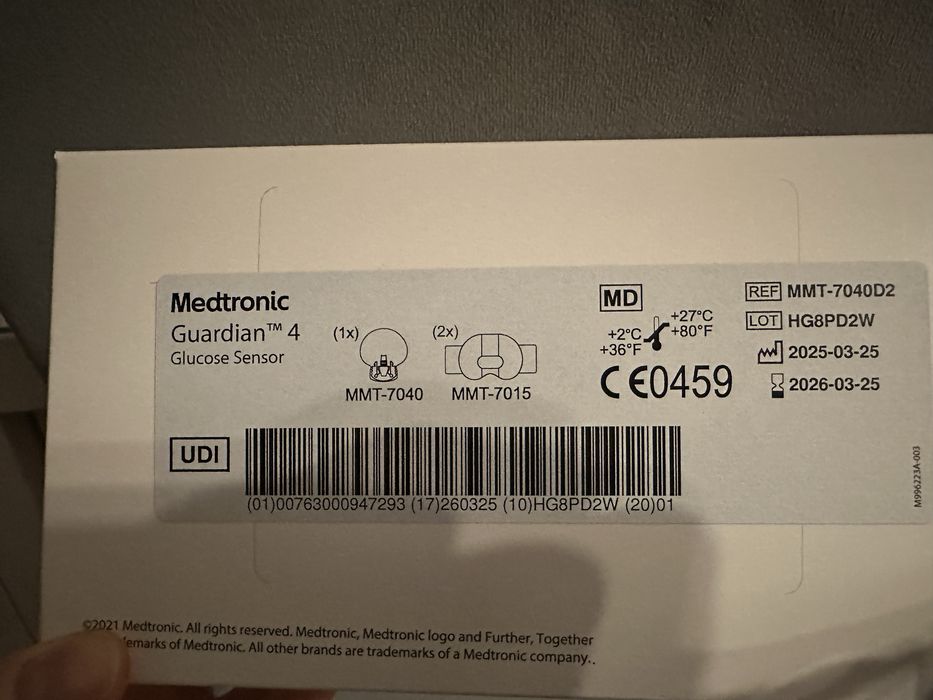 Medtronic
Guardian™ 4
Glucose Sensor
(1x)
MMT-7040
(2x)
MMT-7015
MD
+27°C
+80°F
+2°C
+36°F
CE0459
REF MMT-7040D2
LOT HG8PD2W
2025-03-25
2026-03-25
UDI
(01)00763000947293 (17)260325 (10)HG8PD2W (20)01
M996223A-003
©2021 Medtronic. All rights reserved. Medtronic, Medtronic logo and Further, Together
of Medtronic. All other brands are trademarks of a Medtronic company..